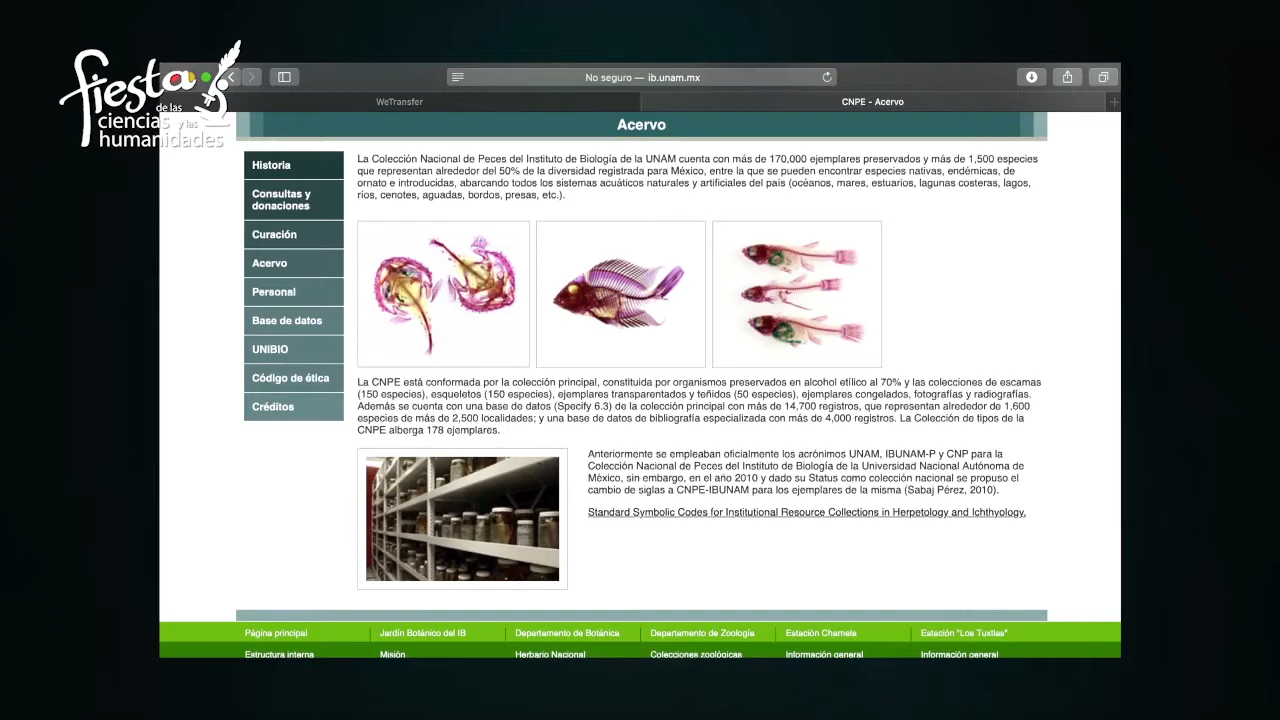 fiesta
de las
ciencias y las
humanidades
No seguro — ib.unam.mx
WeTransfer
CNPE - Acervo
Acervo
Historia
Consultas y
donaciones
Curación
Acervo
Personal
Base de datos
UNIBIO
Código de ética
Créditos
La Colección Nacional de Peces del Instituto de Biología de la UNAM cuenta con más de 170,000 ejemplares preservados y más de 1,500 especies
que representan alrededor del 50% de la diversidad registrada para México, entre la que se pueden encontrar especies nativas, endémicas, de
ornato e introducidas, abarcando todos los sistemas acuáticos naturales y artificiales del país (océanos, mares, estuarios, lagunas costeras, lagos,
ríos, cenotes, aguadas, bordos, presas, etc.).
La CNPE está conformada por la colección principal, constituida por organismos preservados en alcohol etílico al 70% y las colecciones de escamas
(150 especies), esqueletos (150 especies), ejemplares transparentados y teñidos (50 especies), ejemplares congelados, fotografías y radiografías.
Además se cuenta con una base de datos (Specify 6.3) de la colección principal con más de 14,700 registros, que representan alrededor de 1,600
especies de más de 2,500 localidades; y una base de datos de bibliografía especializada con más de 4,000 registros. La Colección de tipos de la
CNPE alberga 178 ejemplares.
Anteriormente se empleaban oficialmente los acrónimos UNAM, IBUNAM-P y CNP para la
Colección Nacional de Peces del Instituto de Biología de la Universidad Nacional Autónoma de
México, sin embargo, en el año 2010 y dado su Status como colección nacional se propuso el
cambio de siglas a CNPE-IBUNAM para los ejemplares de la misma (Sabaj Pérez, 2010).
Standard Symbolic Codes for Institutional Resource Collections in Herpetology and Ichthyology.
Página principal
Jardín Botánico del IB
Departamento de Botánica
Departamento de Zoología
Estación Chamela
Estación "Los Tuxtlas"
Estructura interna
Misión
Herbario Nacional
Colecciones zoológicas
Información general
Información general